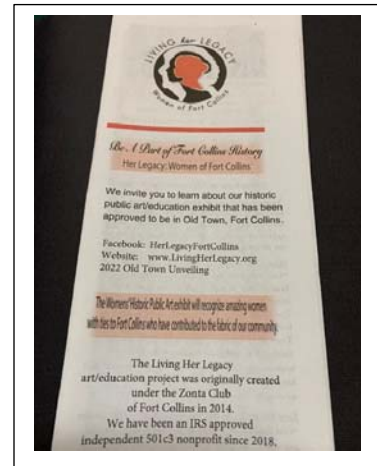 LIVING her LEGACY
Women of Fort Collins
Be A Part of Fort Collins History
Her Legacy: Women of Fort Collins
We invite you to learn about our historic
public art/education exhibit that has been
approved to be in Old Town, Fort Collins.
Facebook: HerLegacyFortCollins
Website: www.LivingHerLegacy.org
2022 Old Town Unveiling
The Womens' Historic Public Art exhibit will recognize amazing women
with ties to Fort Collins who have contributed to the fabric of our community.
The Living Her Legacy
art/education project was originally created
under the Zonta Club
of Fort Collins in 2014.
We have been an IRS approved
independent 501c3 nonprofit since 2018.